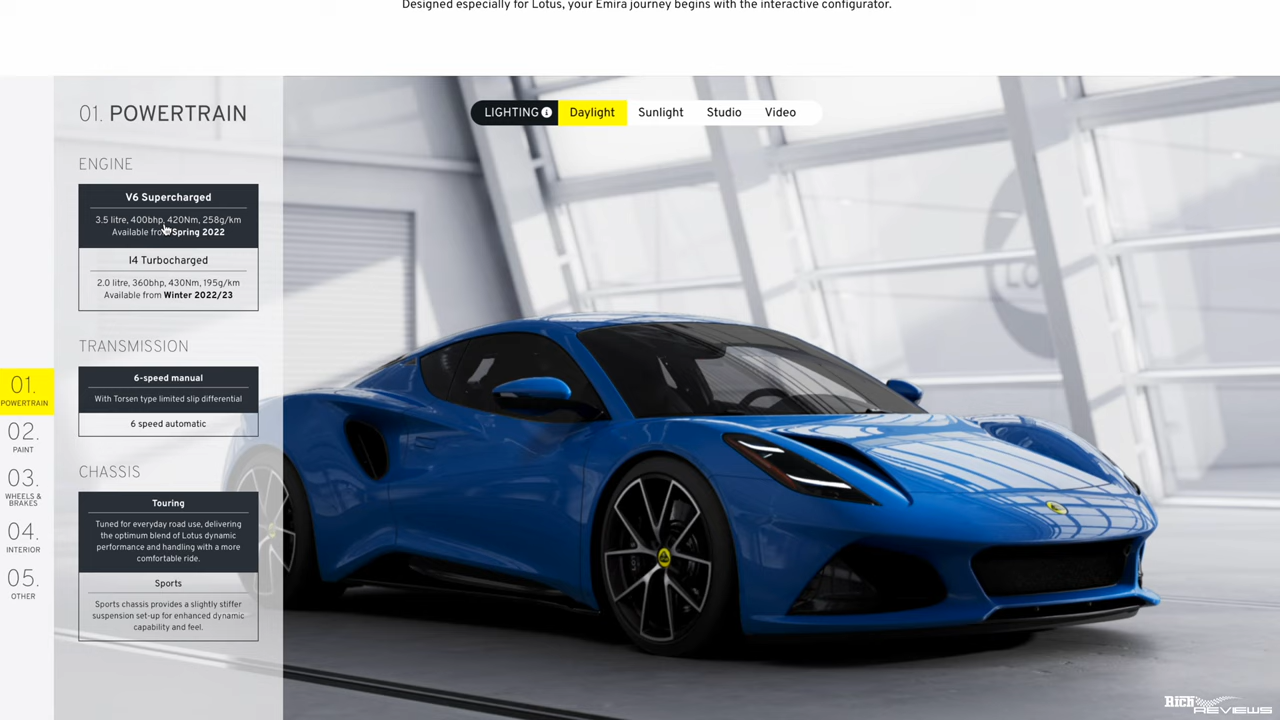 Designed especially for Lotus, your Emira journey begins with the interactive configurator.
01. POWERTRAIN
LIGHTING i Daylight Sunlight Studio Video
ENGINE
V6 Supercharged
3.5 litre, 400bhp, 420Nm, 258g/km
Available from Spring 2022
I4 Turbocharged
2.0 litre, 360bhp, 430Nm, 195g/km
Available from Winter 2022/23
TRANSMISSION
6-speed manual
With Torsen type limited slip differential
6 speed automatic
CHASSIS
Touring
Tuned for everyday road use, delivering
the optimum blend of Lotus dynamic
performance and handling with a more
comfortable ride.
Sports
Sports chassis provides a slightly stiffer
suspension set-up for enhanced dynamic
capability and feel.
01.
POWERTRAIN
02.
PAINT
03.
WHEELS &
BRAKES
04.
INTERIOR
05.
OTHER
Rich
REVIEWS